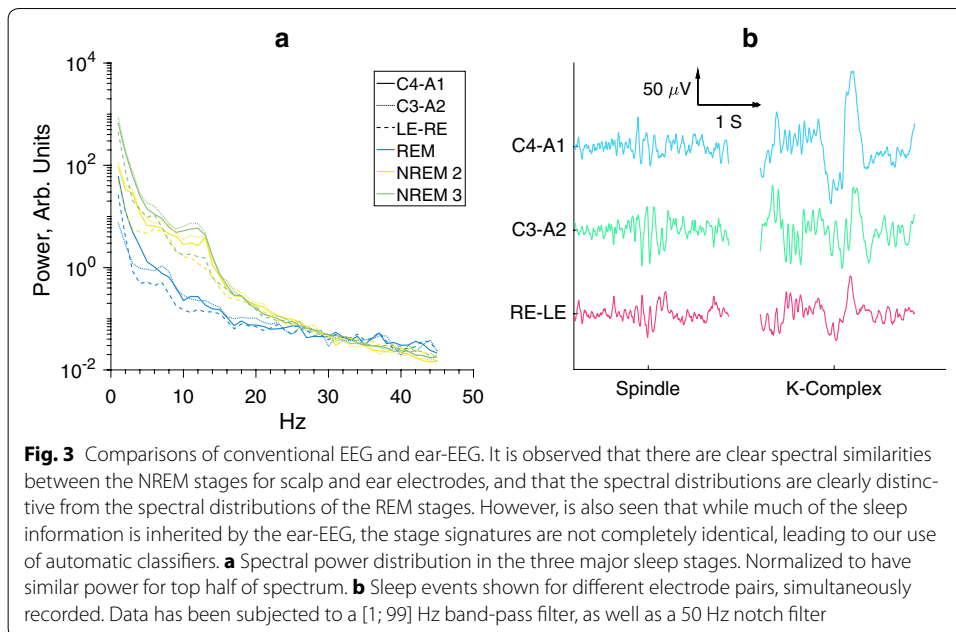 a
b
Power, Arb. Units
10^4
10^2
10^0
10^-2
0 10 20 30 40 50
Hz
C4-A1
C3-A2
LE-RE
REM
NREM 2
NREM 3
50 μV
1 S
C4-A1
C3-A2
RE-LE
Spindle K-Complex
Fig. 3 Comparisons of conventional EEG and ear-EEG. It is observed that there are clear spectral similarities
between the NREM stages for scalp and ear electrodes, and that the spectral distributions are clearly distinc-
tive from the spectral distributions of the REM stages. However, is also seen that while much of the sleep
information is inherited by the ear-EEG, the stage signatures are not completely identical, leading to our use
of automatic classifiers. a Spectral power distribution in the three major sleep stages. Normalized to have
similar power for top half of spectrum. b Sleep events shown for different electrode pairs, simultaneously
recorded. Data has been subjected to a [1; 99] Hz band-pass filter, as well as a 50 Hz notch filter